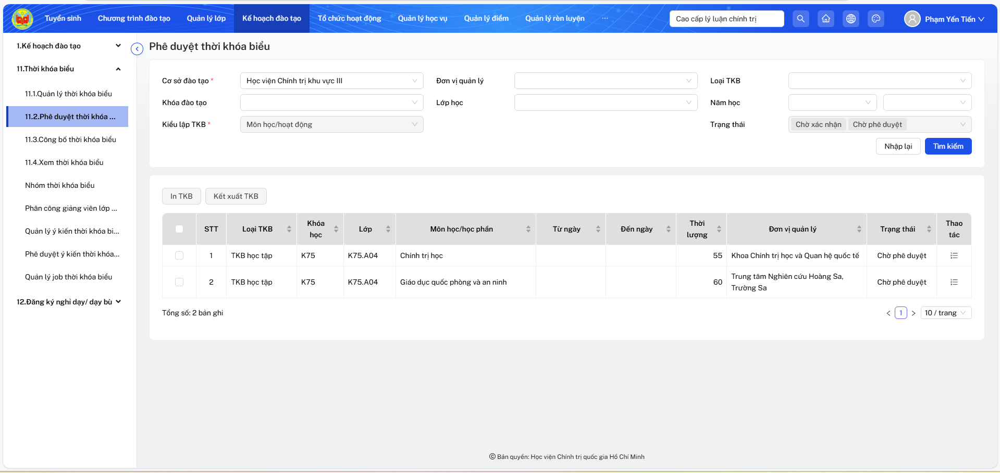 Tuyển sinh
Chương trình đào tạo
Quản lý lớp
Kế hoạch đào tạo
Tổ chức hoạt động
Quản lý học vụ
Quản lý điểm
Quản lý rèn luyện
...
Cao cấp lý luận chính trị
Phạm Yến Tiến
1.Kế hoạch đào tạo
11.Thời khóa biểu
11.1.Quản lý thời khóa biểu
11.2.Phê duyệt thời khóa ...
11.3.Công bố thời khóa biểu
11.4.Xem thời khóa biểu
Nhóm thời khóa biểu
Phân công giảng viên lớp ...
Quản lý ý kiến thời khóa bi...
Phê duyệt ý kiến thời khóa...
Quản lý job thời khóa biểu
12.Đăng ký nghỉ dạy/ dạy bù
Phê duyệt thời khóa biểu
Cơ sở đào tạo *
Học viện Chính trị khu vực III
Đơn vị quản lý
Loại TKB
Khóa đào tạo
Lớp học
Năm học
Kiểu lập TKB *
Môn học/hoạt động
Trạng thái
Chờ xác nhận
Chờ phê duyệt
Nhập lại
Tìm kiếm
In TKB
Kết xuất TKB
STT
Loại TKB
Khóa học
Lớp
Môn học/học phần
Từ ngày
Đến ngày
Thời lượng
Đơn vị quản lý
Trạng thái
Thao tác
1
TKB học tập
K75
K75.A04
Chính trị học
55
Khoa Chính trị học và Quan hệ quốc tế
Chờ phê duyệt
2
TKB học tập
K75
K75.A04
Giáo dục quốc phòng và an ninh
60
Trung tâm Nghiên cứu Hoàng Sa,
Trường Sa
Chờ phê duyệt
Tổng số: 2 bản ghi
1
10 / trang
© Bản quyền: Học viện Chính trị quốc gia Hồ Chí Minh